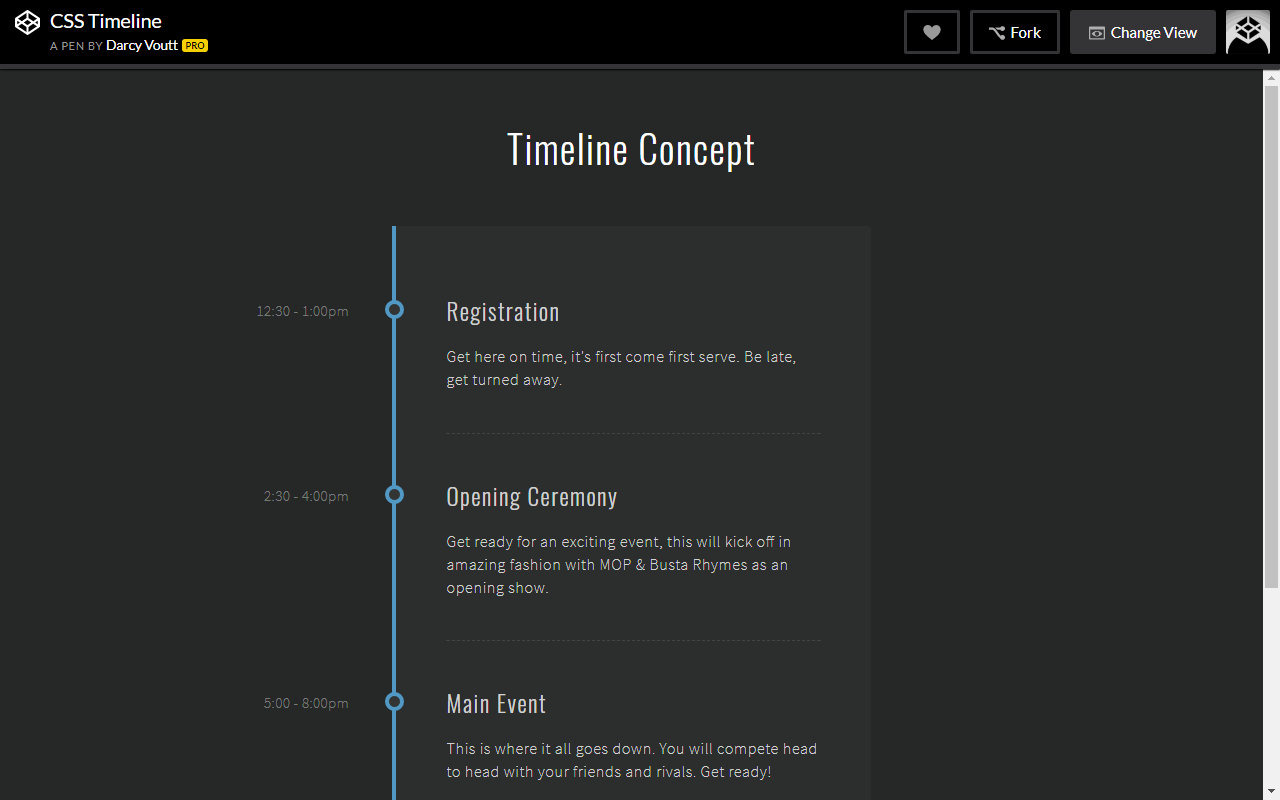 CSS Timeline
A PEN BY Darcy Voutt PRO
Fork
Change View
Timeline Concept
12:30 - 1:00pm
Registration
Get here on time, it's first come first serve. Be late,
get turned away.
2:30 - 4:00pm
Opening Ceremony
Get ready for an exciting event, this will kick off in
amazing fashion with MOP & Busta Rhymes as an
opening show.
5:00 - 8:00pm
Main Event
This is where it all goes down. You will compete head
to head with your friends and rivals. Get ready!